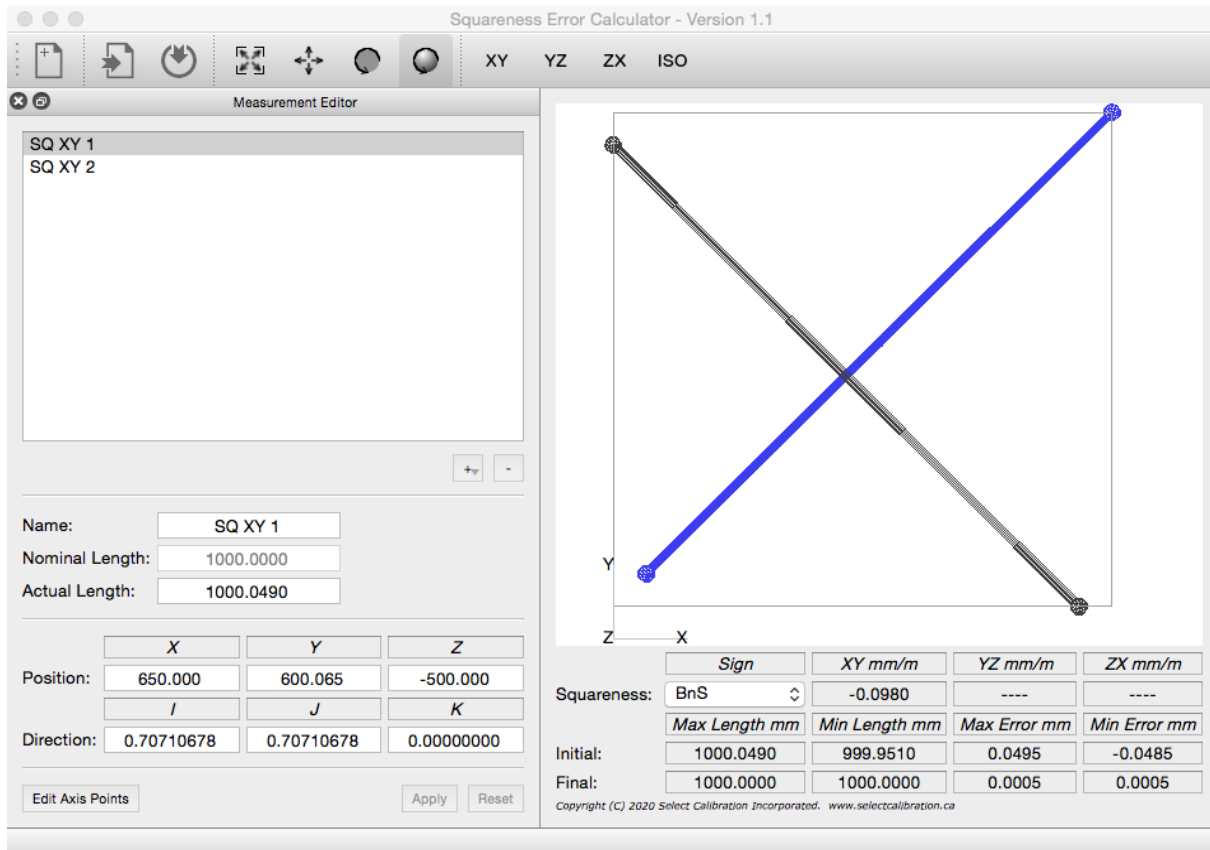 Squareness Error Calculator - Version 1.1
XY YZ ZX ISO
Measurement Editor
SQ XY 1
SQ XY 2
+ -
Name: SQ XY 1
Nominal Length: 1000.0000
Actual Length: 1000.0490
X Y Z
Position: 650.000 600.065 -500.000
I J K
Direction: 0.70710678 0.70710678 0.00000000
Edit Axis Points Apply Reset
Y
Z X
Sign XY mm/m YZ mm/m ZX mm/m
Squareness: BnS -0.0980 ---- ----
Max Length mm Min Length mm Max Error mm Min Error mm
Initial: 1000.0490 999.9510 0.0495 -0.0485
Final: 1000.0000 1000.0000 0.0005 0.0005
Copyright (C) 2020 Select Calibration Incorporated. www.selectcalibration.ca